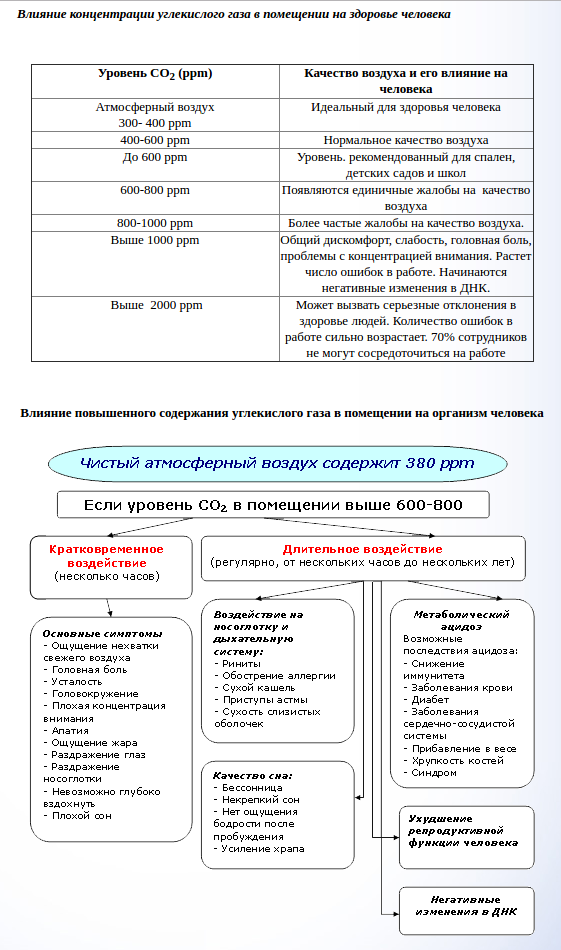 Влияние концентрации углекислого газа в помещении на здоровье человека
Уровень CO2 (ppm)
Качество воздуха и его влияние на
человека
Атмосферный воздух
300- 400 ppm
Идеальный для здоровья человека
400-600 ppm
Нормальное качество воздуха
До 600 ppm
Уровень. рекомендованный для спален,
детских садов и школ
600-800 ppm
Появляются единичные жалобы на качество
воздуха
800-1000 ppm
Более частые жалобы на качество воздуха.
Выше 1000 ppm
Общий дискомфорт, слабость, головная боль,
проблемы с концентрацией внимания. Растет
число ошибок в работе. Начинаются
негативные изменения в ДНК.
Выше 2000 ppm
Может вызвать серьезные отклонения в
здоровье людей. Количество ошибок в
работе сильно возрастает. 70% сотрудников
не могут сосредоточиться на работе
Влияние повышенного содержания углекислого газа в помещении на организм человека
Чистый атмосферный воздух содержит 380 ppm
Если уровень CO2 в помещении выше 600-800
Кратковременное
воздействие
(несколько часов)
Длительное воздействие
(регулярно, от нескольких часов до нескольких лет)
Основные симптомы
- Ощущение нехватки
свежего воздуха
- Головная боль
- Усталость
- Головокружение
- Плохая концентрация
внимания
- Апатия
- Ощущение жара
- Раздражение глаз
- Раздражение
носоглотки
- Невозможно глубоко
вздохнуть
- Плохой сон
Воздействие на
носоглотку и
дыхательную
систему:
- Риниты
- Обострение аллергии
- Сухой кашель
- Приступы астмы
- Сухость слизистых
оболочек
Качество сна:
- Бессонница
- Некрепкий сон
- Нет ощущения
бодрости после
пробуждения
- Усиление храпа
Метаболический
ацидоз
Возможные
последствия ацидоза:
- Снижение
иммунитета
- Заболевания крови
- Диабет
- Заболевания
сердечно-сосудистой
системы
- Прибавление в весе
- Хрупкость костей
- Синдром
Ухудшение
репродуктивной
функции человека
Негативные
изменения в ДНК